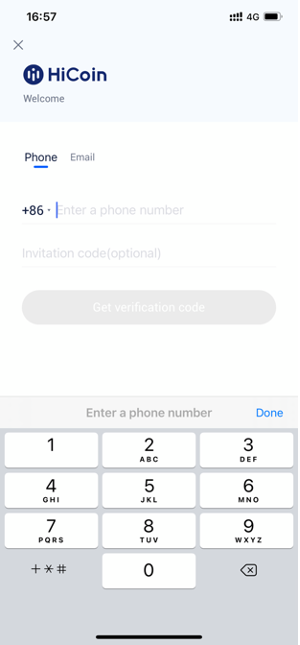 16:57
4G
HiCoin
Welcome
Phone Email
+86 · Enter a phone number
Invitation code(optional)
Get verification code
Enter a phone number Done
1 2 3
ABC DEF
4 5 6
GHI JKL MNO
7 8 9
PQRS TUV WXYZ
+*# 0